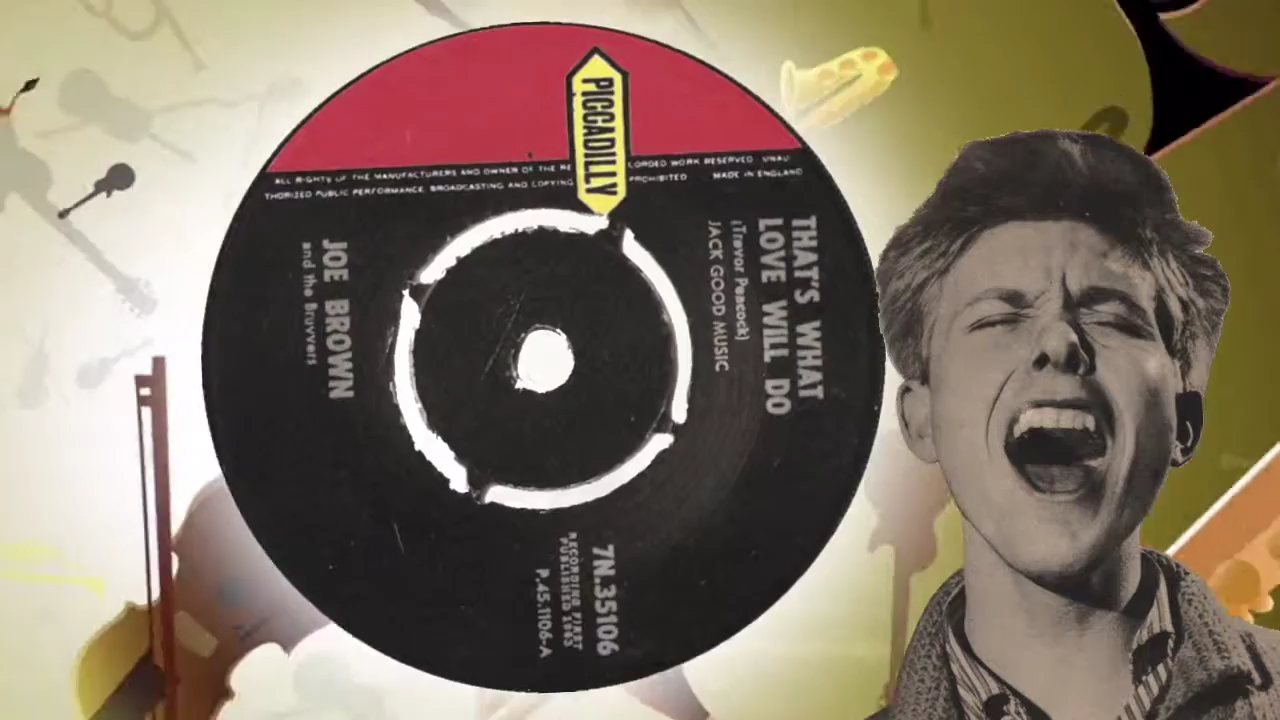 PICCADILLY
ALL RIGHTS OF THE MANUFACTURERS AND OWNER OF THE RE CORDED WORK RESERVED UNAU
THORIZED PUBLIC PERFORMANCE BROADCASTING AND COPYING PROHIBITED MADE IN ENGLAND
THAT'S WHAT
LOVE WILL DO
(Trevor Peacock)
JACK GOOD MUSIC
JOE BROWN
and the Bruvvers
7N.35106
RECORDING FIRST
PUBLISHED 1963
P.45.1106-A